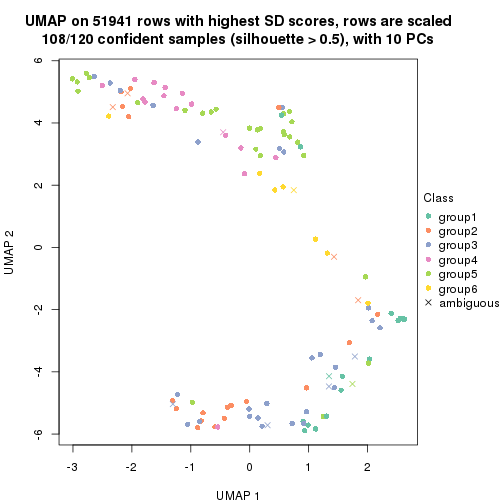 UMAP on 51941 rows with highest SD scores, rows are scaled
108/120 confident samples (silhouette > 0.5), with 10 PCs
6
4
2
0
-2
-4
-6
UMAP 2
-3
-2
-1
0
1
2
UMAP 1
Class
group1
group2
group3
group4
group5
group6
ambiguous